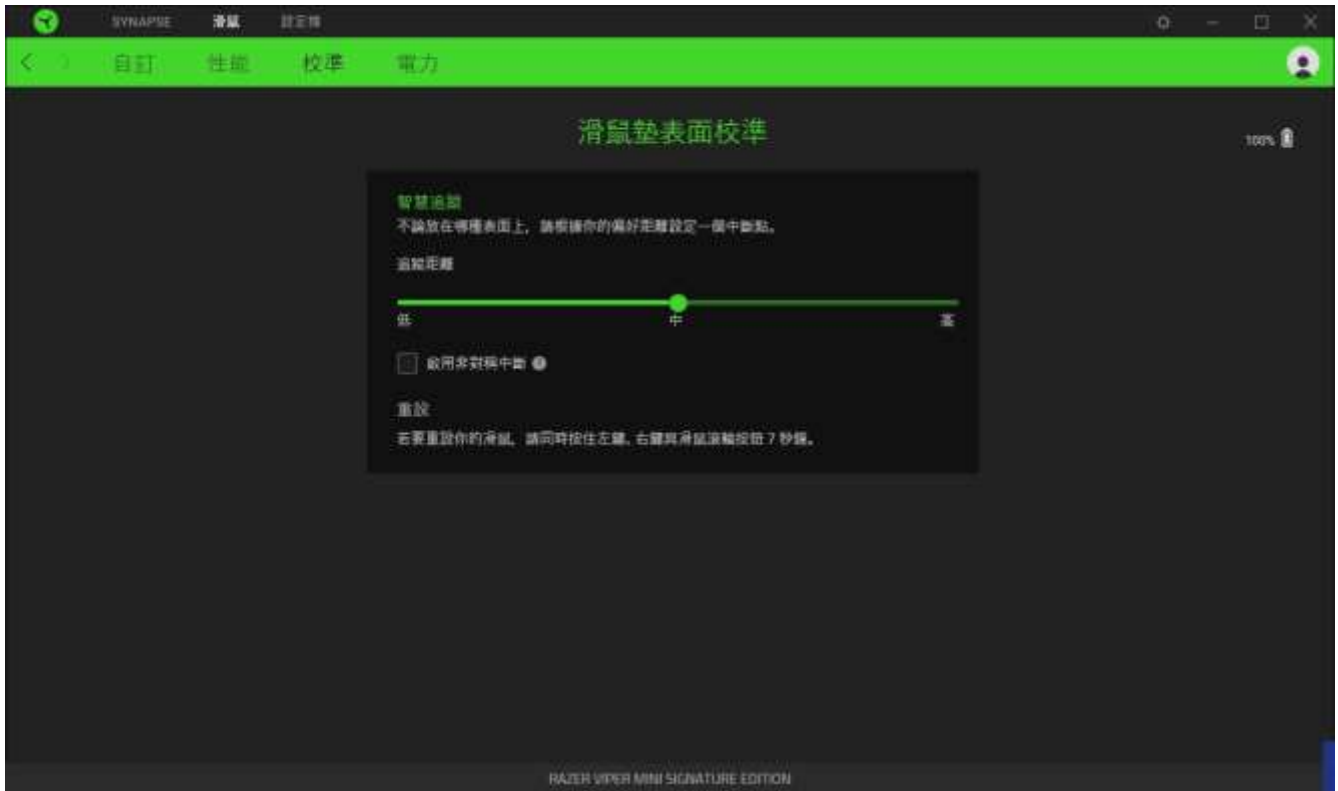 SYNAPSE 滑鼠 設定檔
自訂 性能 校準 電力
滑鼠墊表面校準
100%
智慧追蹤
不論放在哪種表面上，請根據你的偏好距離設定一個中斷點。
追蹤距離
低 中 高
啟用非對稱中斷
重設
若要重設你的滑鼠，請同時按住左鍵、右鍵與滑鼠滾輪按鈕 7 秒鐘。
RAZER VIPER MINI SIGNATURE EDITION